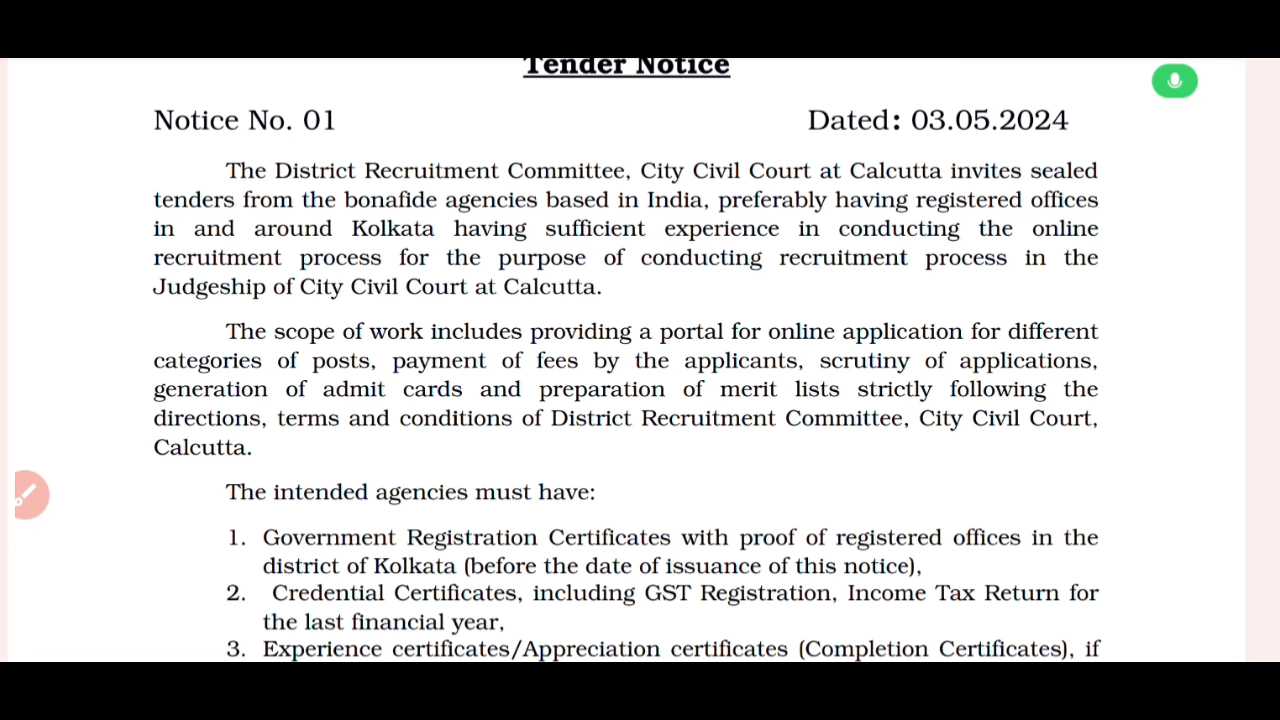 Tender Notice
Notice No. 01 Dated: 03.05.2024
The District Recruitment Committee, City Civil Court at Calcutta invites sealed
tenders from the bonafide agencies based in India, preferably having registered offices
in and around Kolkata having sufficient experience in conducting the online
recruitment process for the purpose of conducting recruitment process in the
Judgeship of City Civil Court at Calcutta.
The scope of work includes providing a portal for online application for different
categories of posts, payment of fees by the applicants, scrutiny of applications,
generation of admit cards and preparation of merit lists strictly following the
directions, terms and conditions of District Recruitment Committee, City Civil Court,
Calcutta.
The intended agencies must have:
1. Government Registration Certificates with proof of registered offices in the
district of Kolkata (before the date of issuance of this notice),
2. Credential Certificates, including GST Registration, Income Tax Return for
the last financial year,
3. Experience certificates/Appreciation certificates (Completion Certificates), if